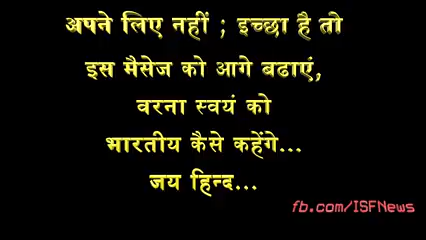 अपने लिए नहीं ; इच्छा है तो
इस मैसेज को आगे बढाएं,
वरना स्वयं को
भारतीय कैसे कहेंगे...
जय हिन्द...
fb.com/ISFNews